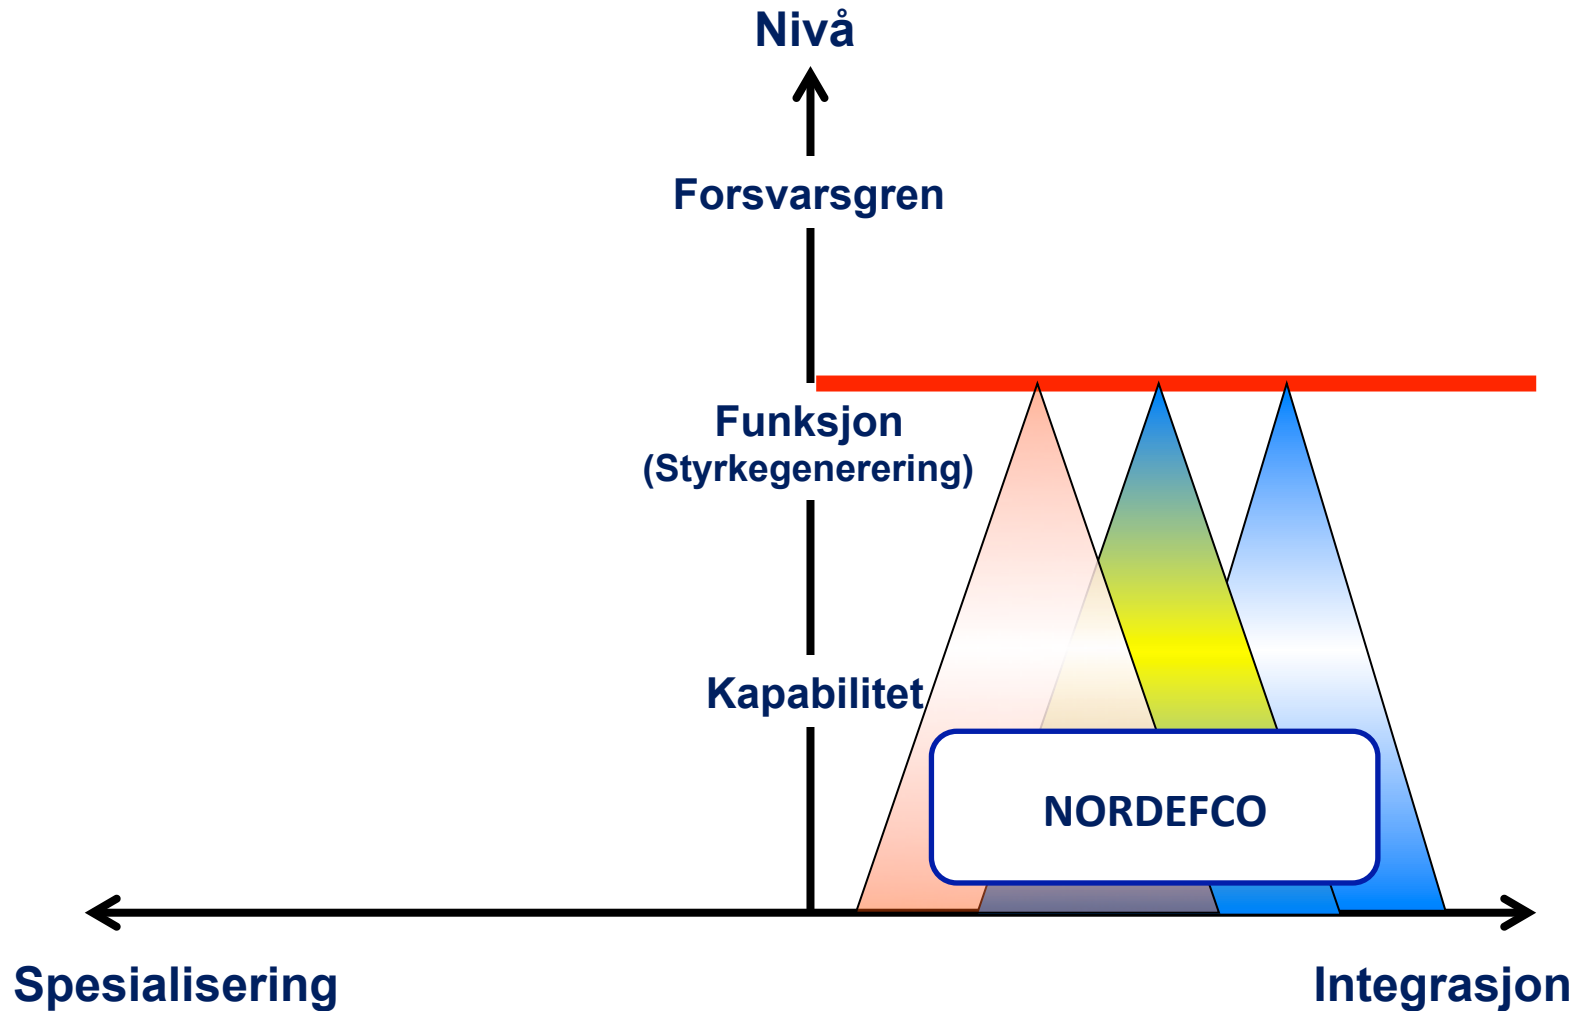 Nivå
Forsvarsgren
Funksjon
(Styrkegenerering)
Kapabilitet
NORDEFCO
Spesialisering
Integrasjon